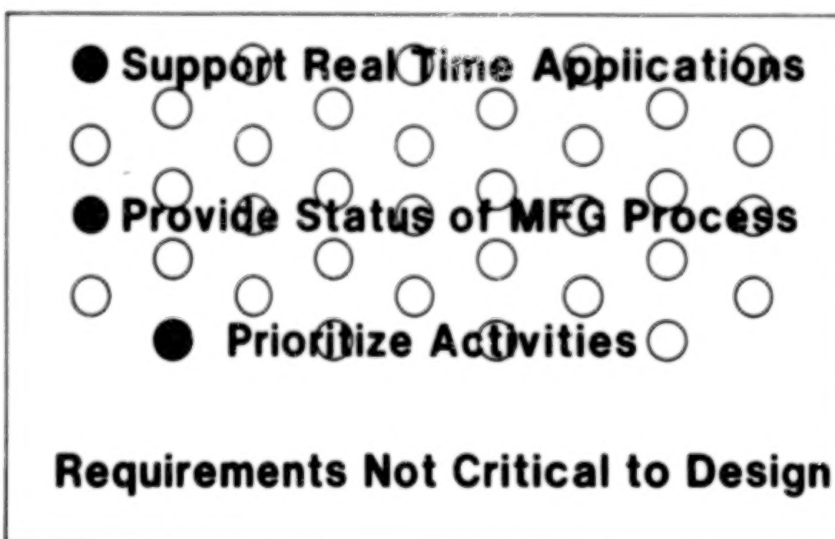 Support Real Time Applications
Provide Status of MFG Process
Prioritize Activities
Requirements Not Critical to Design